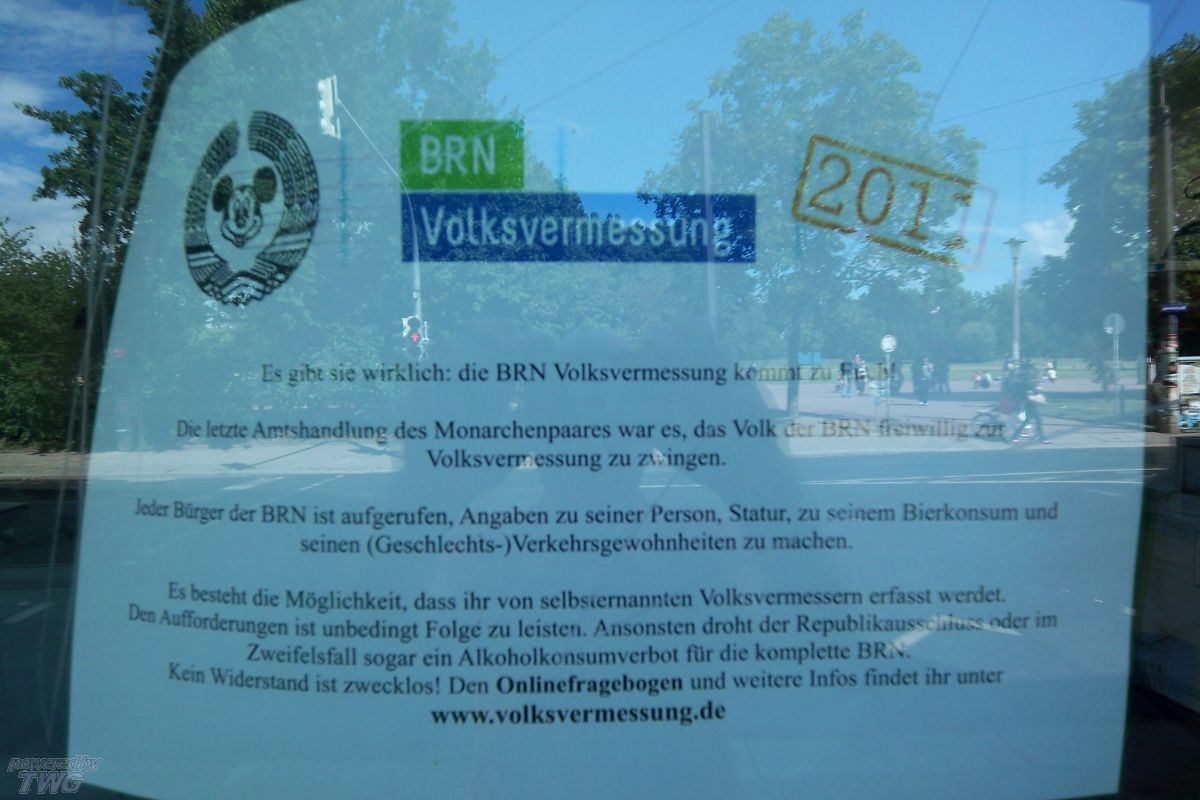 BRN
Volksvermessung
201
Es gibt sie wirklich: die BRN Volksvermessung kommt zu Euch!
Die letzte Amtshandlung des Monarchenpaares war es, das Volk der BRN freiwillig zur
Volksvermessung zu zwingen.
Jeder Bürger der BRN ist aufgerufen, Angaben zu seiner Person, Statur, zu seinem Bierkonsum und
seinen (Geschlechts-)Verkehrsgewohnheiten zu machen.
Es besteht die Möglichkeit, dass ihr von selbsternannten Volksvermessern erfasst werdet.
Den Aufforderungen ist unbedingt Folge zu leisten. Ansonsten droht der Republikausschluss oder im
Zweifelsfall sogar ein Alkoholkonsumverbot für die komplette BRN.
Kein Widerstand ist zwecklos! Den Onlinefragebogen und weitere Infos findet ihr unter
www.volksvermessung.de
powered by
TWG